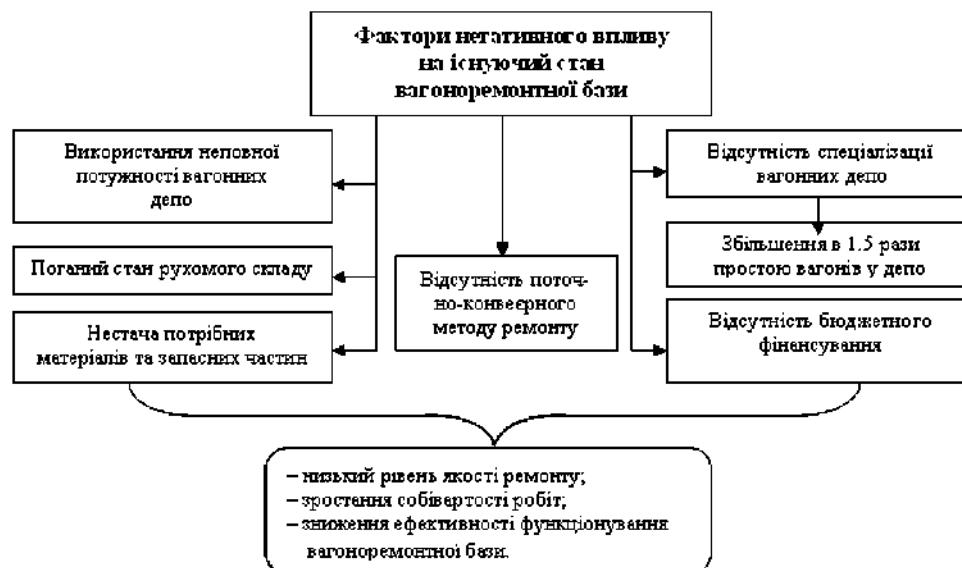 Фактори негативного впливу
на існуючий стан
вагоноремонтної бази
Використання неповної
потужності вагонних
депо
Відсутність спеціалізації
вагонних депо
Збільшення в 1.5 рази
простою вагонів у депо
Поганий стан рухомого складу
Відсутність поточ-
но-конвеєрного
методу ремонту
Нестача потрібних
матеріалів та запасних частин
Відсутність бюджетного
фінансування
– низький рівень якості ремонту;
– зростання собівартості робіт;
– зниження ефективності функціонування
вагоноремонтної бази.